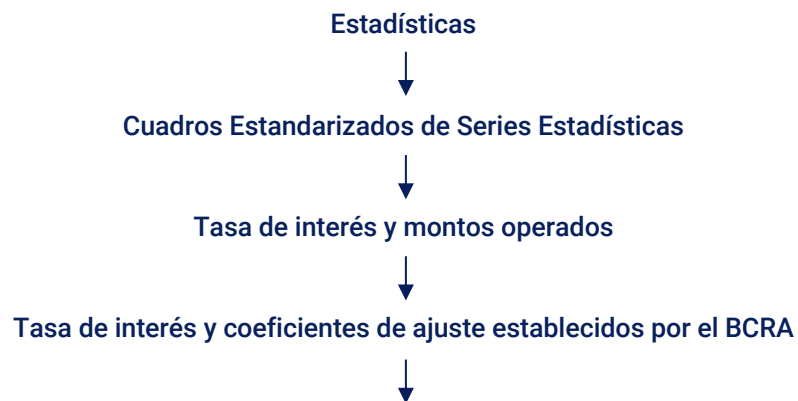 Estadísticas
Cuadros Estandarizados de Series Estadísticas
Tasa de interés y montos operados
Tasa de interés y coeficientes de ajuste establecidos por el BCRA